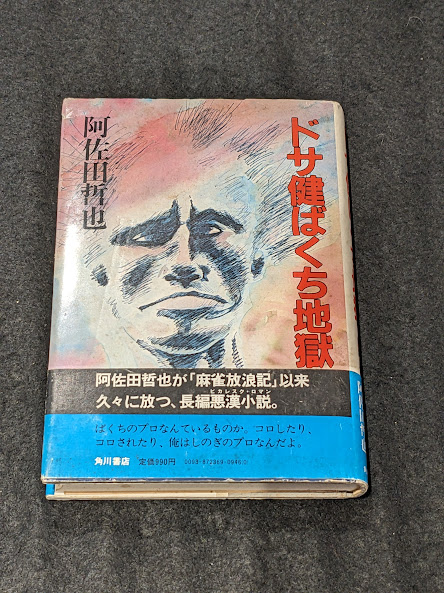 ドサ健ばくち地獄
阿佐田哲也
阿佐田哲也が「麻雀放浪記」以来
ピカレスク・ロマン
久々に放つ、長編悪漢小説。
ばくちのプロなんているものか。コロしたり、
コロされたり、俺はしのぎのプロなんだよ。
角川書店 定価990円